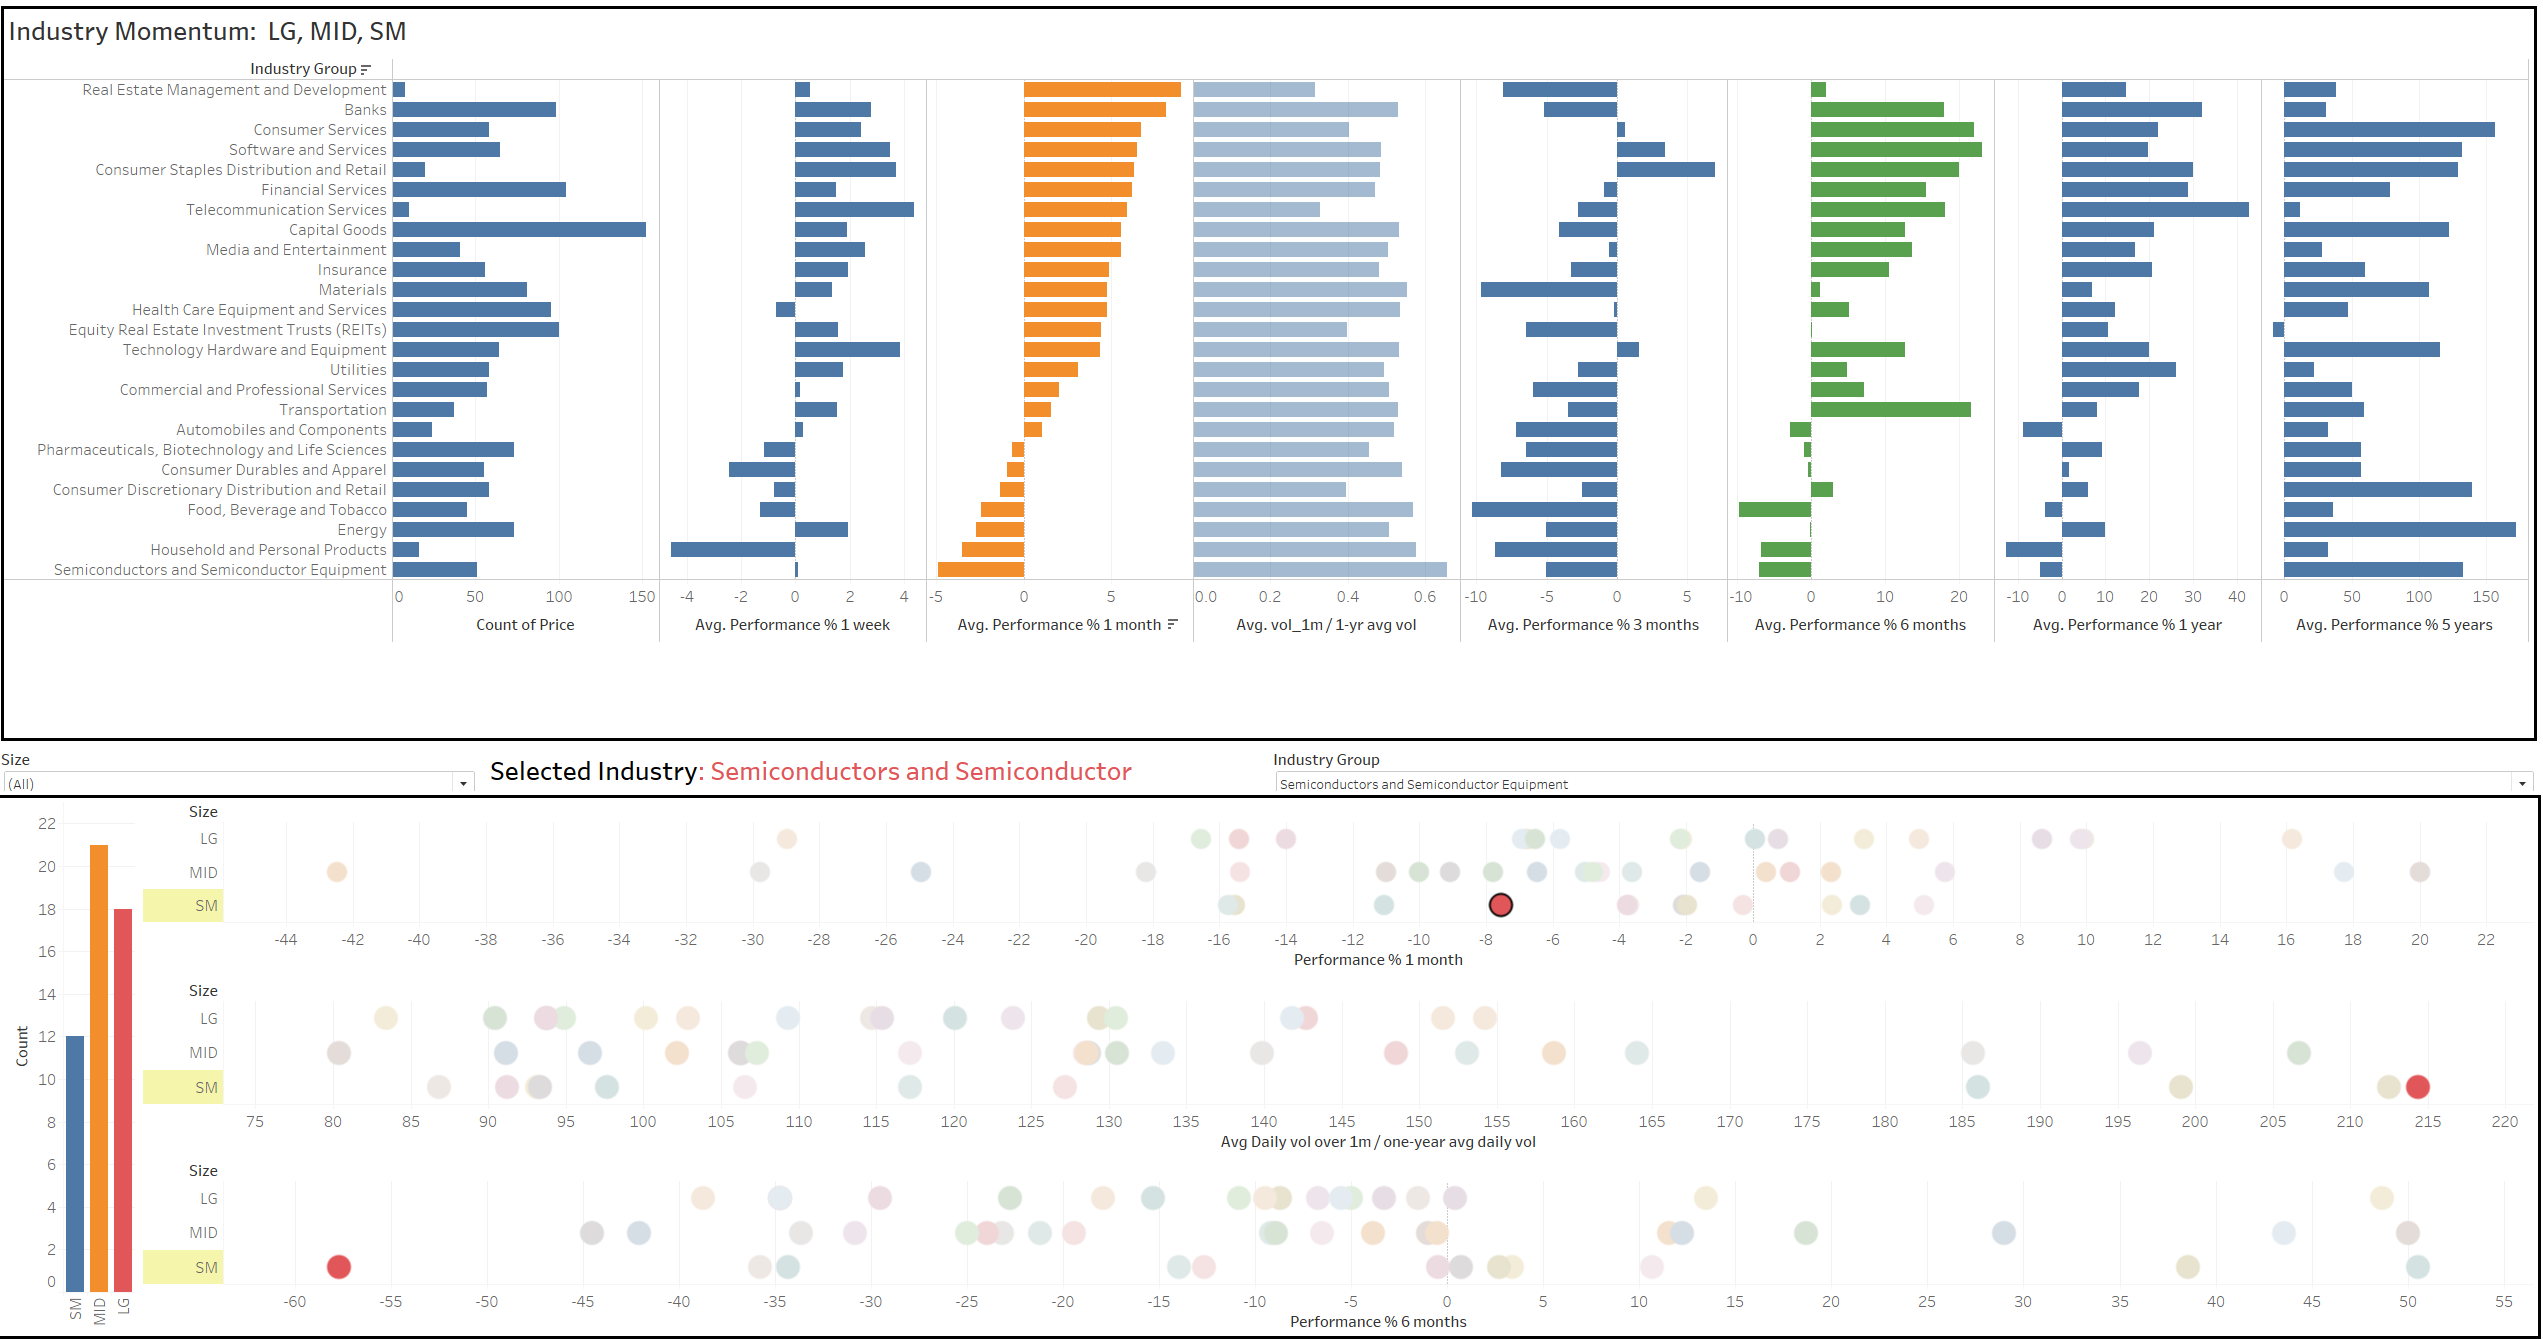 Industry Momentum:  LG, MID, SM
Industry Group
Real Estate Management and Development
Banks
Consumer Services
Software and Services
Consumer Staples Distribution and Retail
Financial Services
Telecommunication Services
Capital Goods
Media and Entertainment
Insurance
Materials
Health Care Equipment and Services
Equity Real Estate Investment Trusts (REITs)
Technology Hardware and Equipment
Utilities
Commercial and Professional Services
Transportation
Automobiles and Components
Pharmaceuticals, Biotechnology and Life Sciences
Consumer Durables and Apparel
Consumer Discretionary Distribution and Retail
Food, Beverage and Tobacco
Energy
Household and Personal Products
Semiconductors and Semiconductor Equipment
0 50 100 150 -4 -2 0 2 4 -5 0 5 0.0 0.2 0.4 0.6 -10 -5 0 5 -10 0 10 20 -10 0 10 20 30 40 0 50 100 150
Count of Price Avg. Performance % 1 week Avg. Performance % 1 month Avg. vol_1m / 1-yr avg vol Avg. Performance % 3 months Avg. Performance % 6 months Avg. Performance % 1 year Avg. Performance % 5 years
Size
(All)
Selected Industry: Semiconductors and Semiconductor
Industry Group
Semiconductors and Semiconductor Equipment
22
20
18
16
14
12
10
8
6
4
2
0
Count
SM MID LG
Size
LG
MID
SM
-44 -42 -40 -38 -36 -34 -32 -30 -28 -26 -24 -22 -20 -18 -16 -14 -12 -10 -8 -6 -4 -2 0 2 4 6 8 10 12 14 16 18 20 22
Performance % 1 month
Size
LG
MID
SM
75 80 85 90 95 100 105 110 115 120 125 130 135 140 145 150 155 160 165 170 175 180 185 190 195 200 205 210 215 220
Avg Daily vol over 1m / one-year avg daily vol
Size
LG
MID
SM
-60 -55 -50 -45 -40 -35 -30 -25 -20 -15 -10 -5 0 5 10 15 20 25 30 35 40 45 50 55
Performance % 6 months